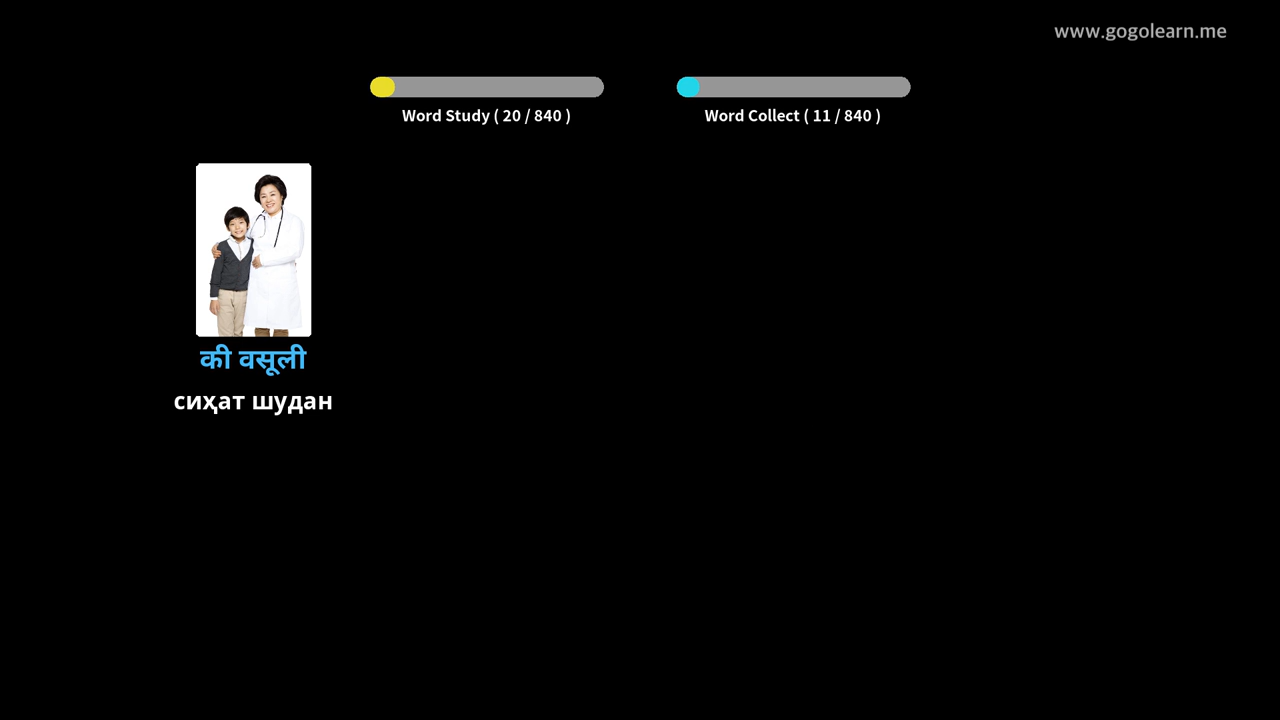 www.gogolearn.me
Word Study ( 20 / 840 )
Word Collect ( 11 / 840 )
की वसूली
сиҳат шудан